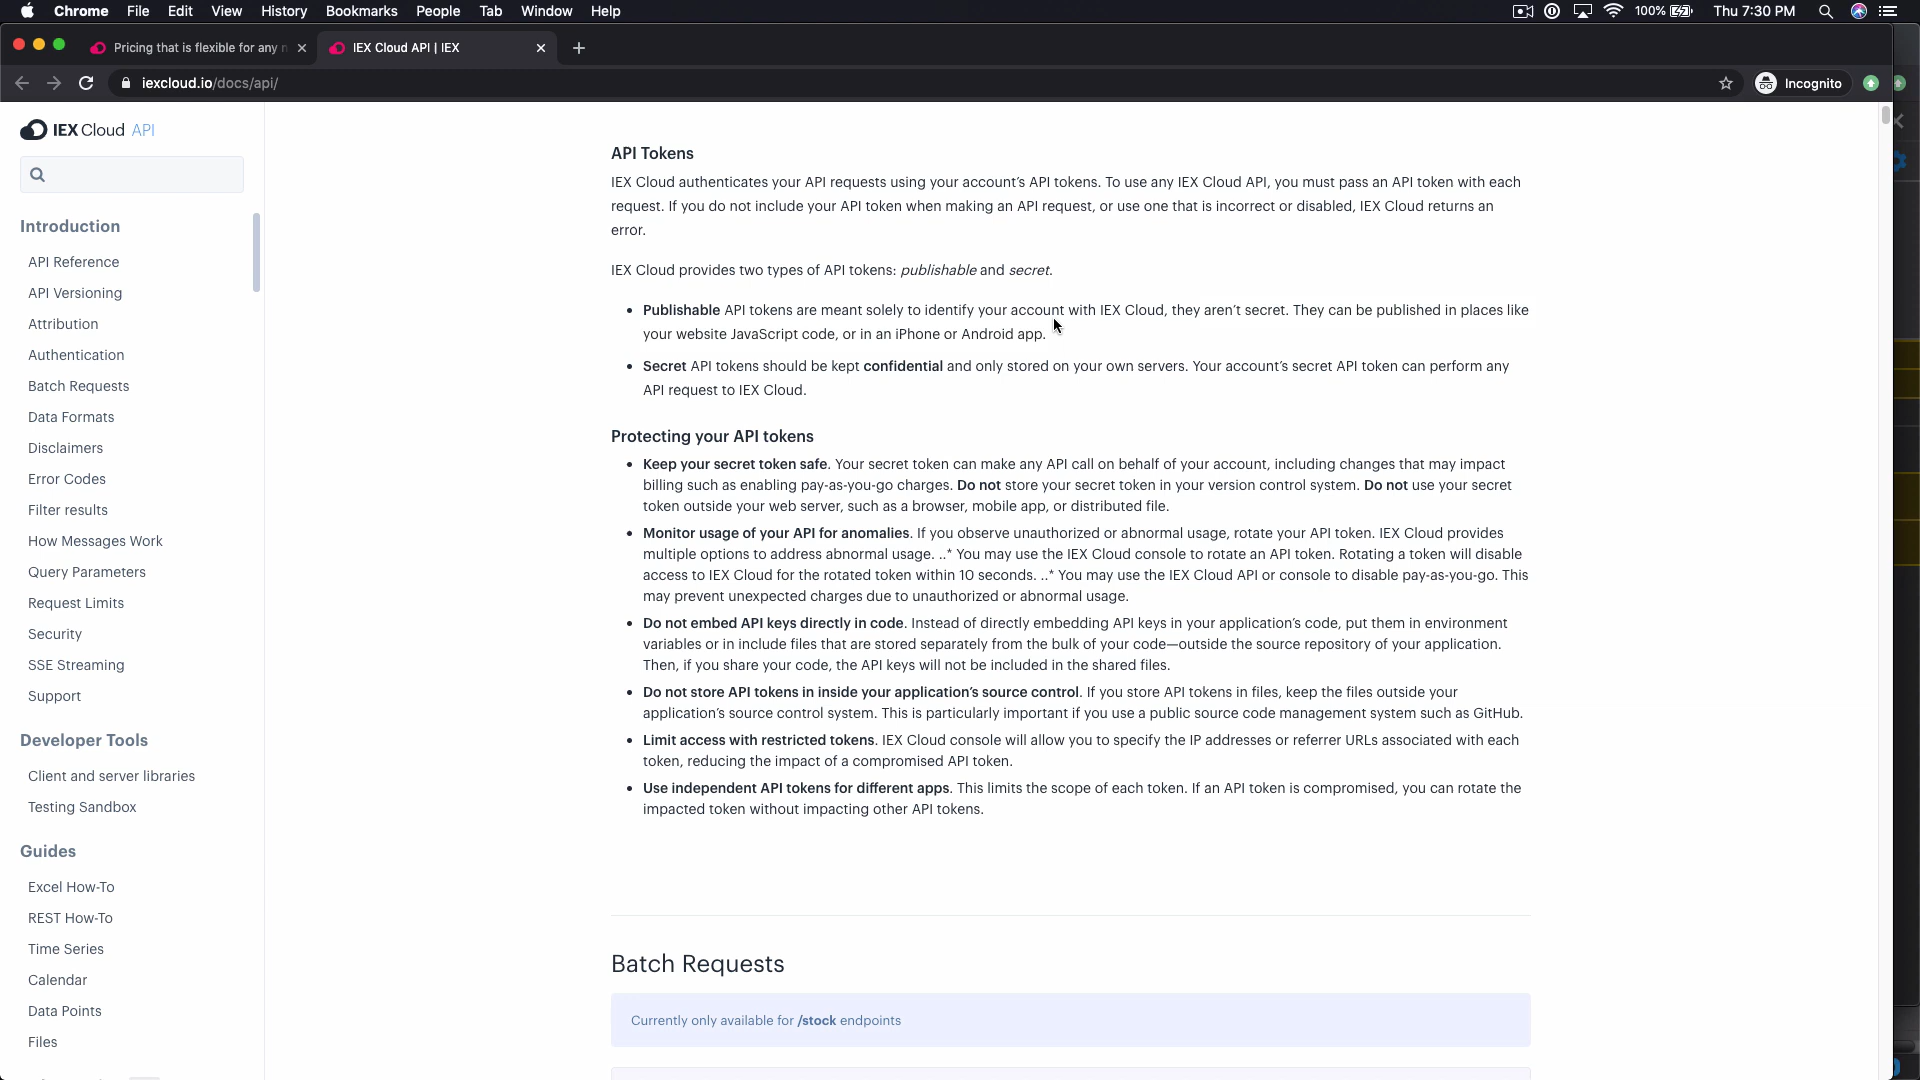 Chrome File Edit View History Bookmarks People Tab Window Help 100% Thu 7:30 PM
Pricing that is flexible for any
IEX Cloud API | IEX
iexcloud.io/docs/api/
Incognito
IEX Cloud API
Introduction
API Reference
API Versioning
Attribution
Authentication
Batch Requests
Data Formats
Disclaimers
Error Codes
Filter results
How Messages Work
Query Parameters
Request Limits
Security
SSE Streaming
Support
Developer Tools
Client and server libraries
Testing Sandbox
Guides
Excel How-To
REST How-To
Time Series
Calendar
Data Points
Files
API Tokens
IEX Cloud authenticates your API requests using your account’s API tokens. To use any IEX Cloud API, you must pass an API token with each
request. If you do not include your API token when making an API request, or use one that is incorrect or disabled, IEX Cloud returns an
error.
IEX Cloud provides two types of API tokens: publishable and secret.
• Publishable API tokens are meant solely to identify your account with IEX Cloud, they aren’t secret. They can be published in places like
your website JavaScript code, or in an iPhone or Android app.
• Secret API tokens should be kept confidential and only stored on your own servers. Your account’s secret API token can perform any
API request to IEX Cloud.
Protecting your API tokens
• Keep your secret token safe. Your secret token can make any API call on behalf of your account, including changes that may impact
billing such as enabling pay-as-you-go charges. Do not store your secret token in your version control system. Do not use your secret
token outside your web server, such as a browser, mobile app, or distributed file.
• Monitor usage of your API for anomalies. If you observe unauthorized or abnormal usage, rotate your API token. IEX Cloud provides
multiple options to address abnormal usage. ..* You may use the IEX Cloud console to rotate an API token. Rotating a token will disable
access to IEX Cloud for the rotated token within 10 seconds. ..* You may use the IEX Cloud API or console to disable pay-as-you-go. This
may prevent unexpected charges due to unauthorized or abnormal usage.
• Do not embed API keys directly in code. Instead of directly embedding API keys in your application’s code, put them in environment
variables or in include files that are stored separately from the bulk of your code—outside the source repository of your application.
Then, if you share your code, the API keys will not be included in the shared files.
• Do not store API tokens in inside your application’s source control. If you store API tokens in files, keep the files outside your
application’s source control system. This is particularly important if you use a public source code management system such as GitHub.
• Limit access with restricted tokens. IEX Cloud console will allow you to specify the IP addresses or referrer URLs associated with each
token, reducing the impact of a compromised API token.
• Use independent API tokens for different apps. This limits the scope of each token. If an API token is compromised, you can rotate the
impacted token without impacting other API tokens.
Batch Requests
Currently only available for /stock endpoints